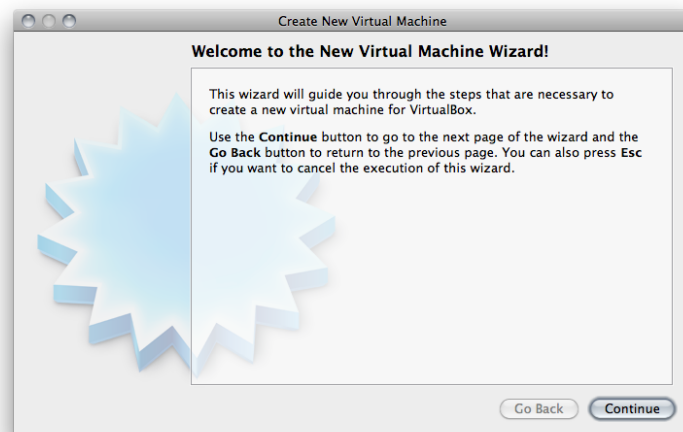 Create New Virtual Machine
Welcome to the New Virtual Machine Wizard!
This wizard will guide you through the steps that are necessary to
create a new virtual machine for VirtualBox.
Use the Continue button to go to the next page of the wizard and the
Go Back button to return to the previous page. You can also press Esc
if you want to cancel the execution of this wizard.
Go Back
Continue